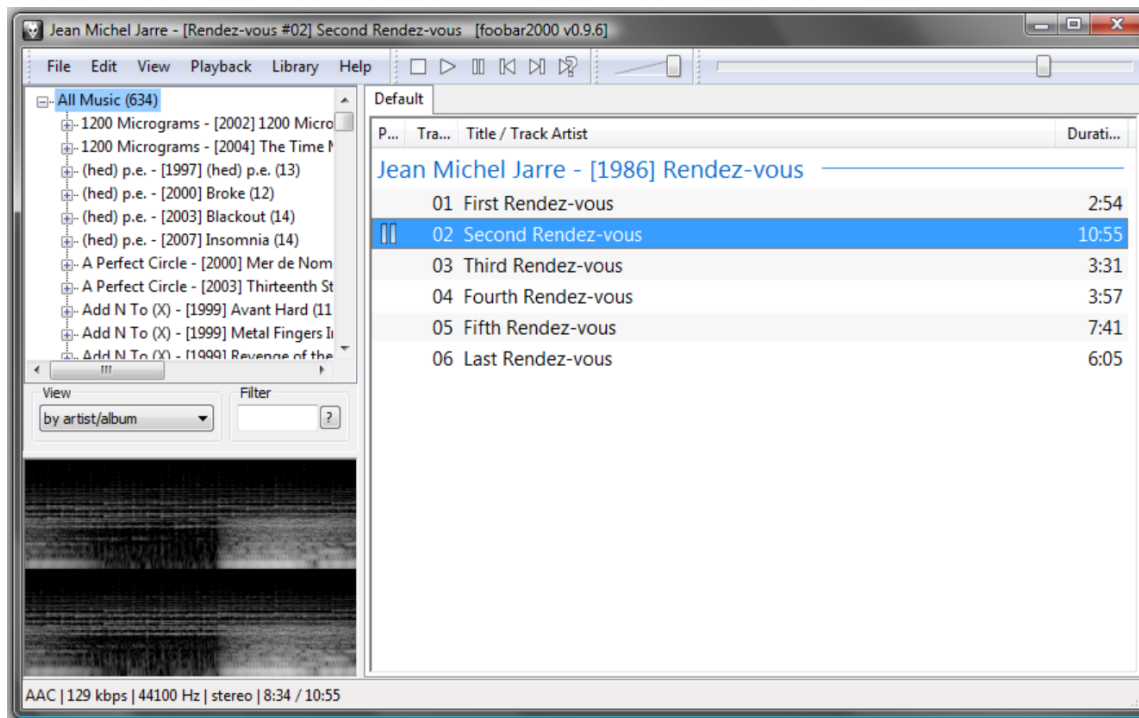 Jean Michel Jarre - [Rendez-vous #02] Second Rendez-vous [foobar2000 v0.9.6]
File Edit View Playback Library Help
All Music (634)
1200 Micrograms - [2002] 1200 Micro
1200 Micrograms - [2004] The Time
(hed) p.e. - [1997] (hed) p.e. (13)
(hed) p.e. - [2000] Broke (12)
(hed) p.e. - [2003] Blackout (14)
(hed) p.e. - [2007] Insomnia (14)
A Perfect Circle - [2000] Mer de Nom
A Perfect Circle - [2003] Thirteenth St
Add N To (X) - [1999] Avant Hard (11
Add N To (X) - [1999] Metal Fingers
Add N To (X) - [1999] Revenge of the
View
Filter
by artist/album
?
Default
P... Tra... Title / Track Artist Durati...
Jean Michel Jarre - [1986] Rendez-vous
01 First Rendez-vous 2:54
02 Second Rendez-vous 10:55
03 Third Rendez-vous 3:31
04 Fourth Rendez-vous 3:57
05 Fifth Rendez-vous 7:41
06 Last Rendez-vous 6:05
AAC | 129 kbps | 44100 Hz | stereo | 8:34 / 10:55